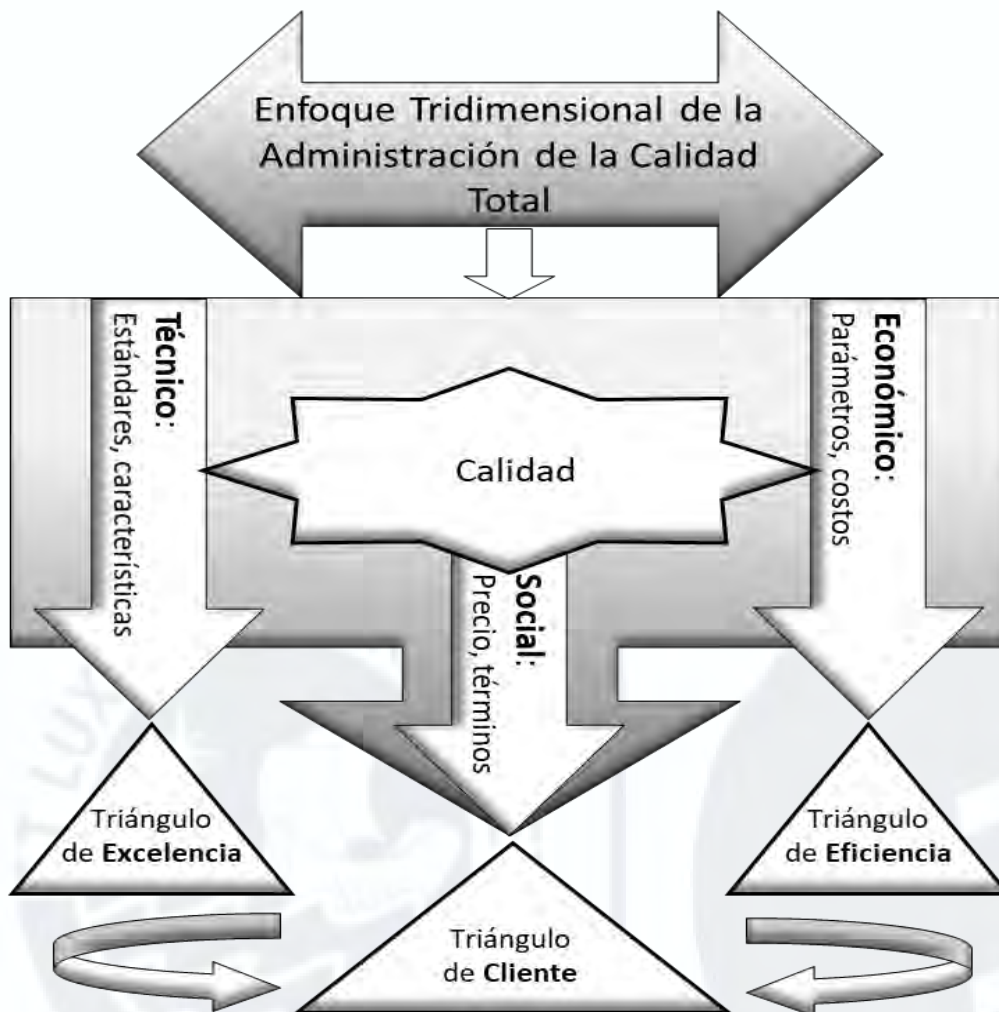 Enfoque Tridimensional de la
Administración de la Calidad
Total
Técnico:
Estándares, características
Calidad
Social:
Precio, términos
Económico:
Parámetros, costos
Triángulo
de Excelencia
Triángulo
de Cliente
Triángulo
de Eficiencia
LUX